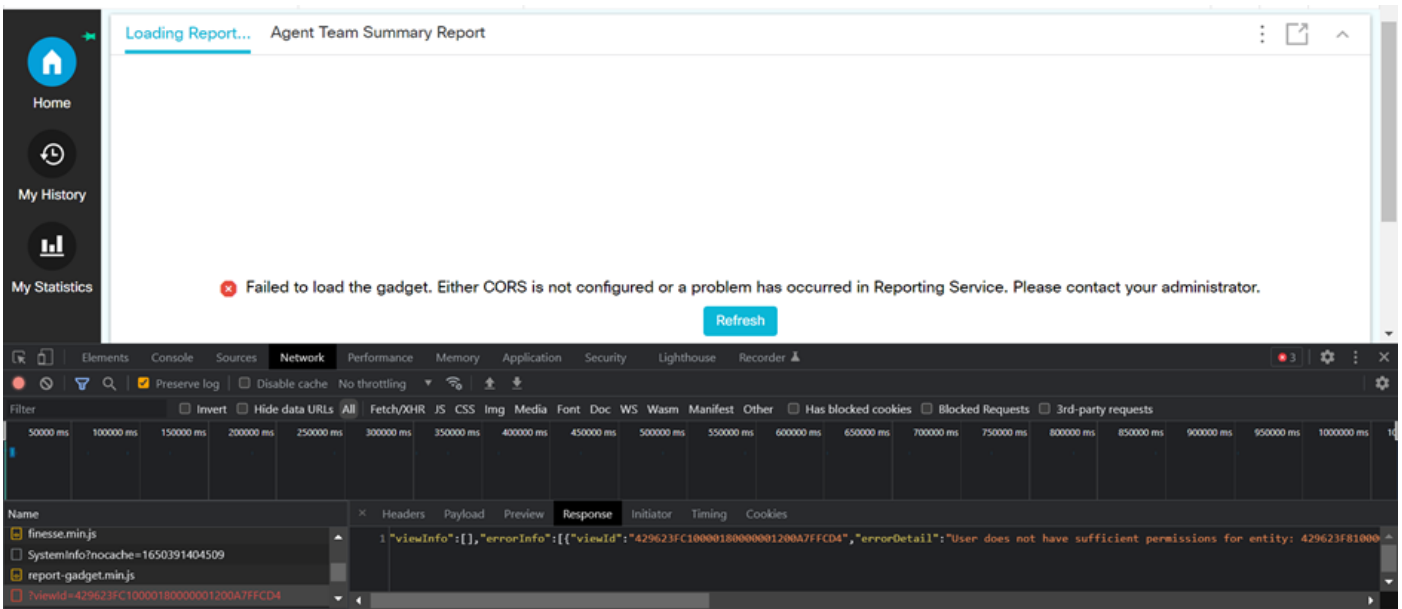 Loading Report... Agent Team Summary Report
Home
My History
My Statistics
Failed to load the gadget. Either CORS is not configured or a problem has occurred in Reporting Service. Please contact your administrator.
Refresh
Elements Console Sources Network Performance Memory Application Security Lighthouse Recorder 3
Preserve log Disable cache No throttling
Filter Invert Hide data URLs All Fetch/XHR JS CSS Img Media Font Doc WS Wasm Manifest Other Has blocked cookies Blocked Requests 3rd-party requests
50000 ms 100000 ms 150000 ms 200000 ms 250000 ms 300000 ms 350000 ms 400000 ms 450000 ms 500000 ms 550000 ms 600000 ms 650000 ms 700000 ms 750000 ms 800000 ms 850000 ms 900000 ms 950000 ms 1000000 ms 10
Name Headers Payload Preview Response Initiator Timing Cookies
finesse.min.js
1 "viewInfo":[],"errorInfo":[{"viewId":"429623FC10000180000001200A7FFCD4","errorDetail":"User does not have sufficient permissions for entity: 429623F81000
SystemInfo?nocache=1650391404509
report-gadget.min.js
?viewId=429623FC10000180000001200A7FFCD4